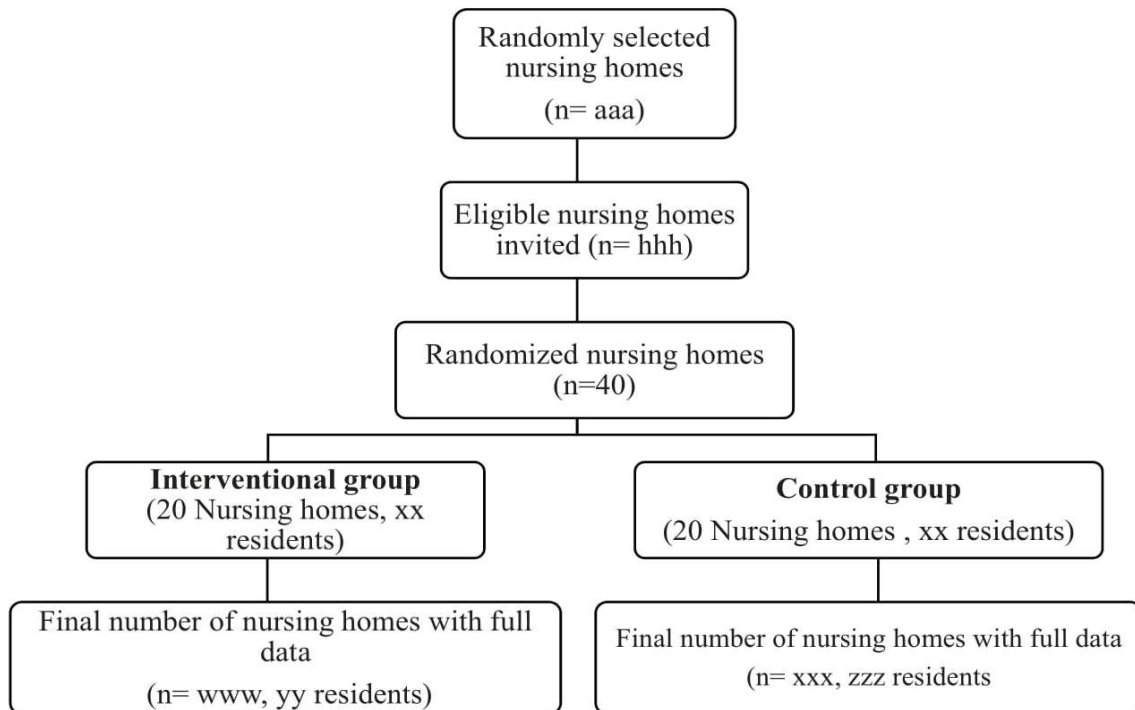 Randomly selected
nursing homes
(n= aaa)
Eligible nursing homes
invited (n= hhh)
Randomized nursing homes
(n=40)
Interventional group
(20 Nursing homes, xx
residents)
Control group
(20 Nursing homes , xx residents)
Final number of nursing homes with full
data
(n= www, yy residents)
Final number of nursing homes with full data
(n= xxx, zzz residents